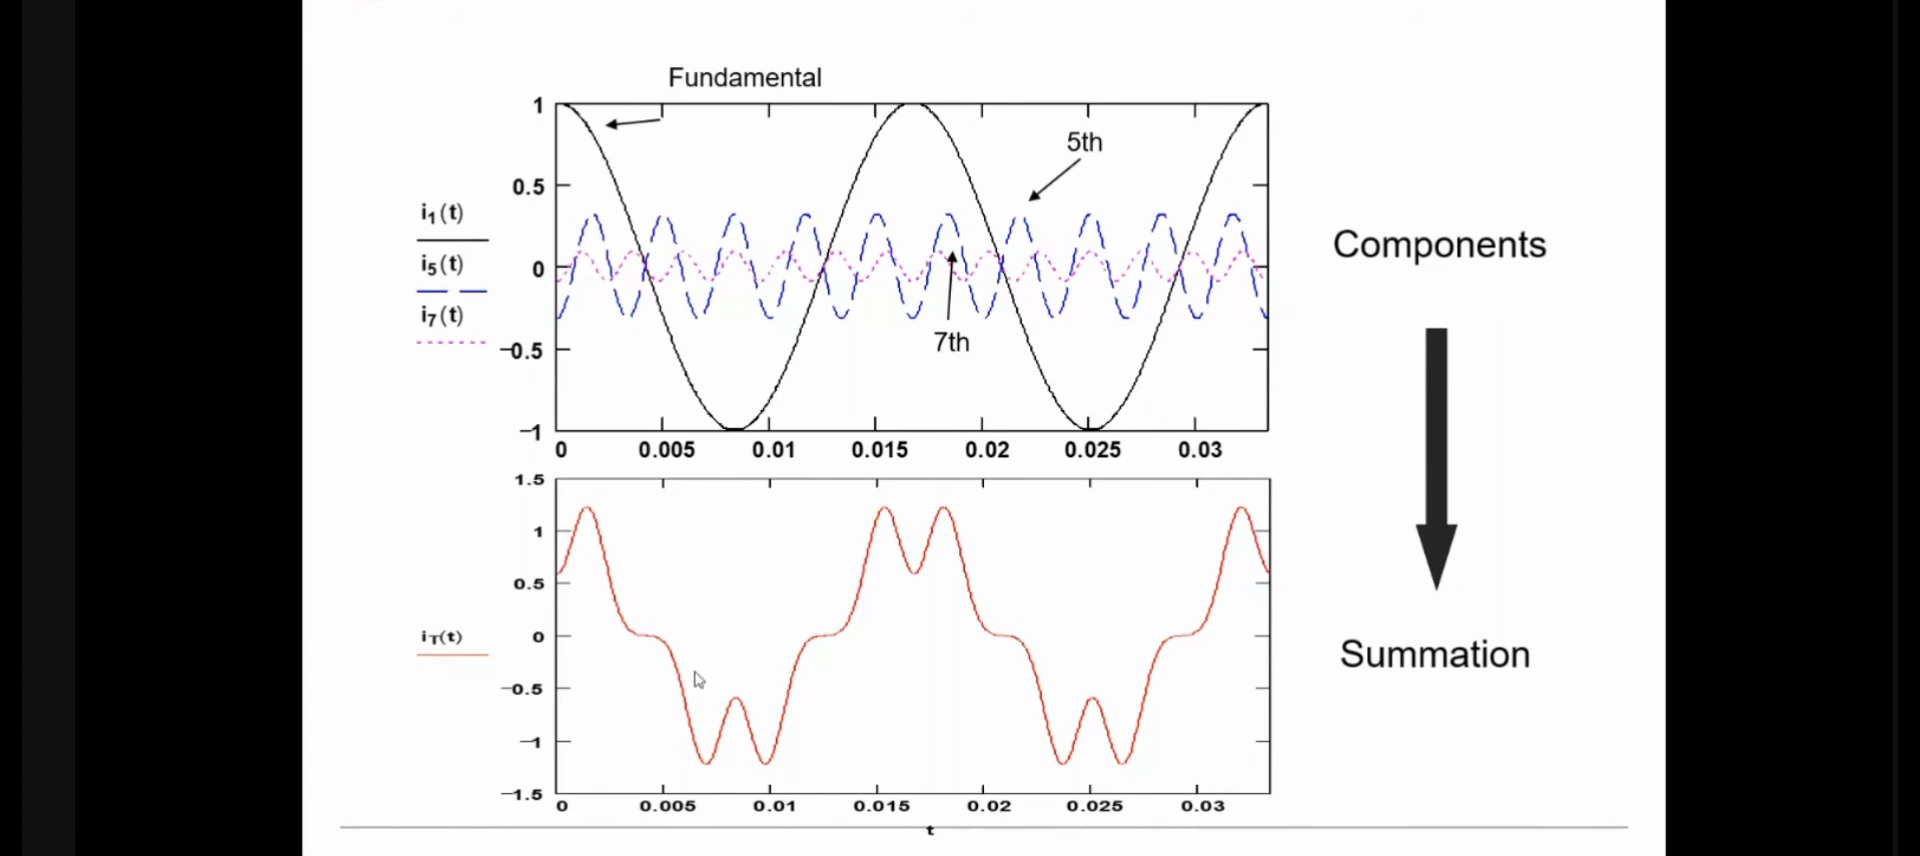 Fundamental
1
5th
0.5
i1(t)
i5(t)
0
i7(t)
7th
−0.5
−1
0 0.005 0.01 0.015 0.02 0.025 0.03
Components
1.5
1
0.5
iT(t)
0
−0.5
−1
−1.5
0 0.005 0.01 0.015 0.02 0.025 0.03
t
Summation